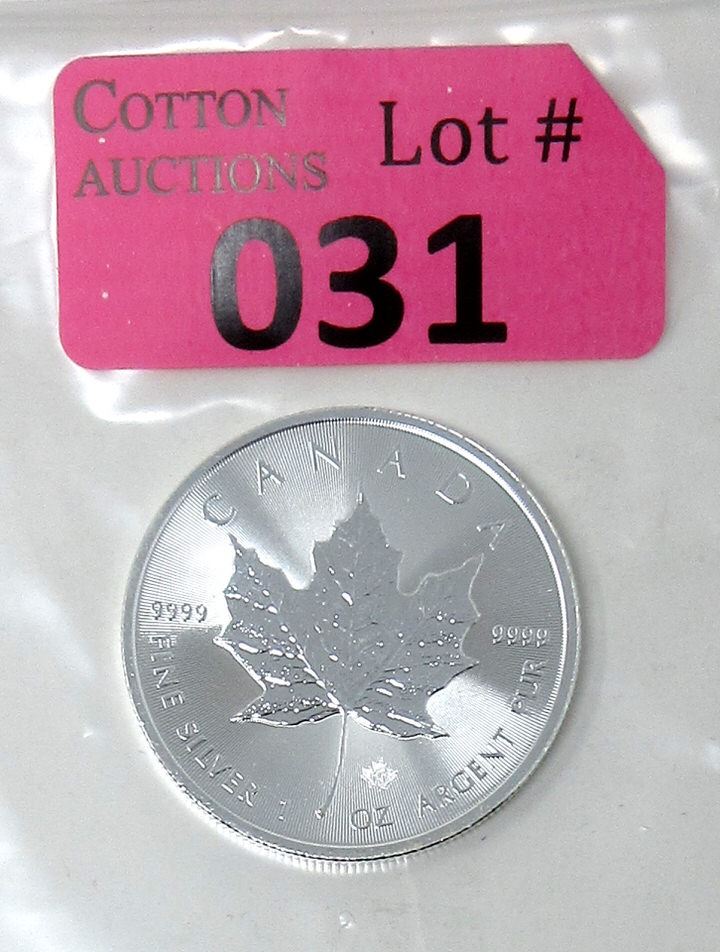 COTTON
AUCTIONS
Lot #
031
CANADA
9999
9999
FINE SILVER 1 OZ ARGENT PUR